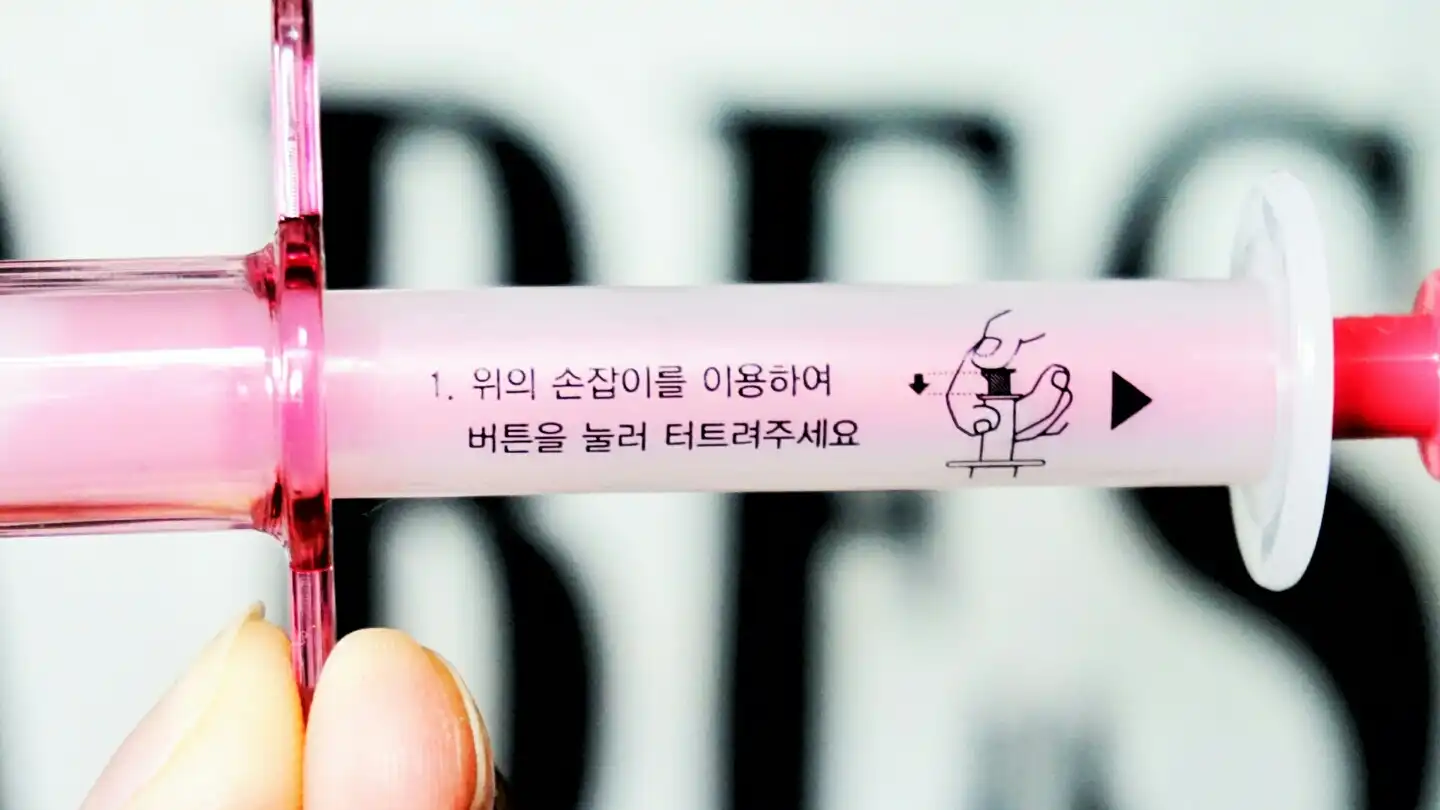 1. 위의 손잡이를 이용하여
버튼을 눌러 터트려주세요